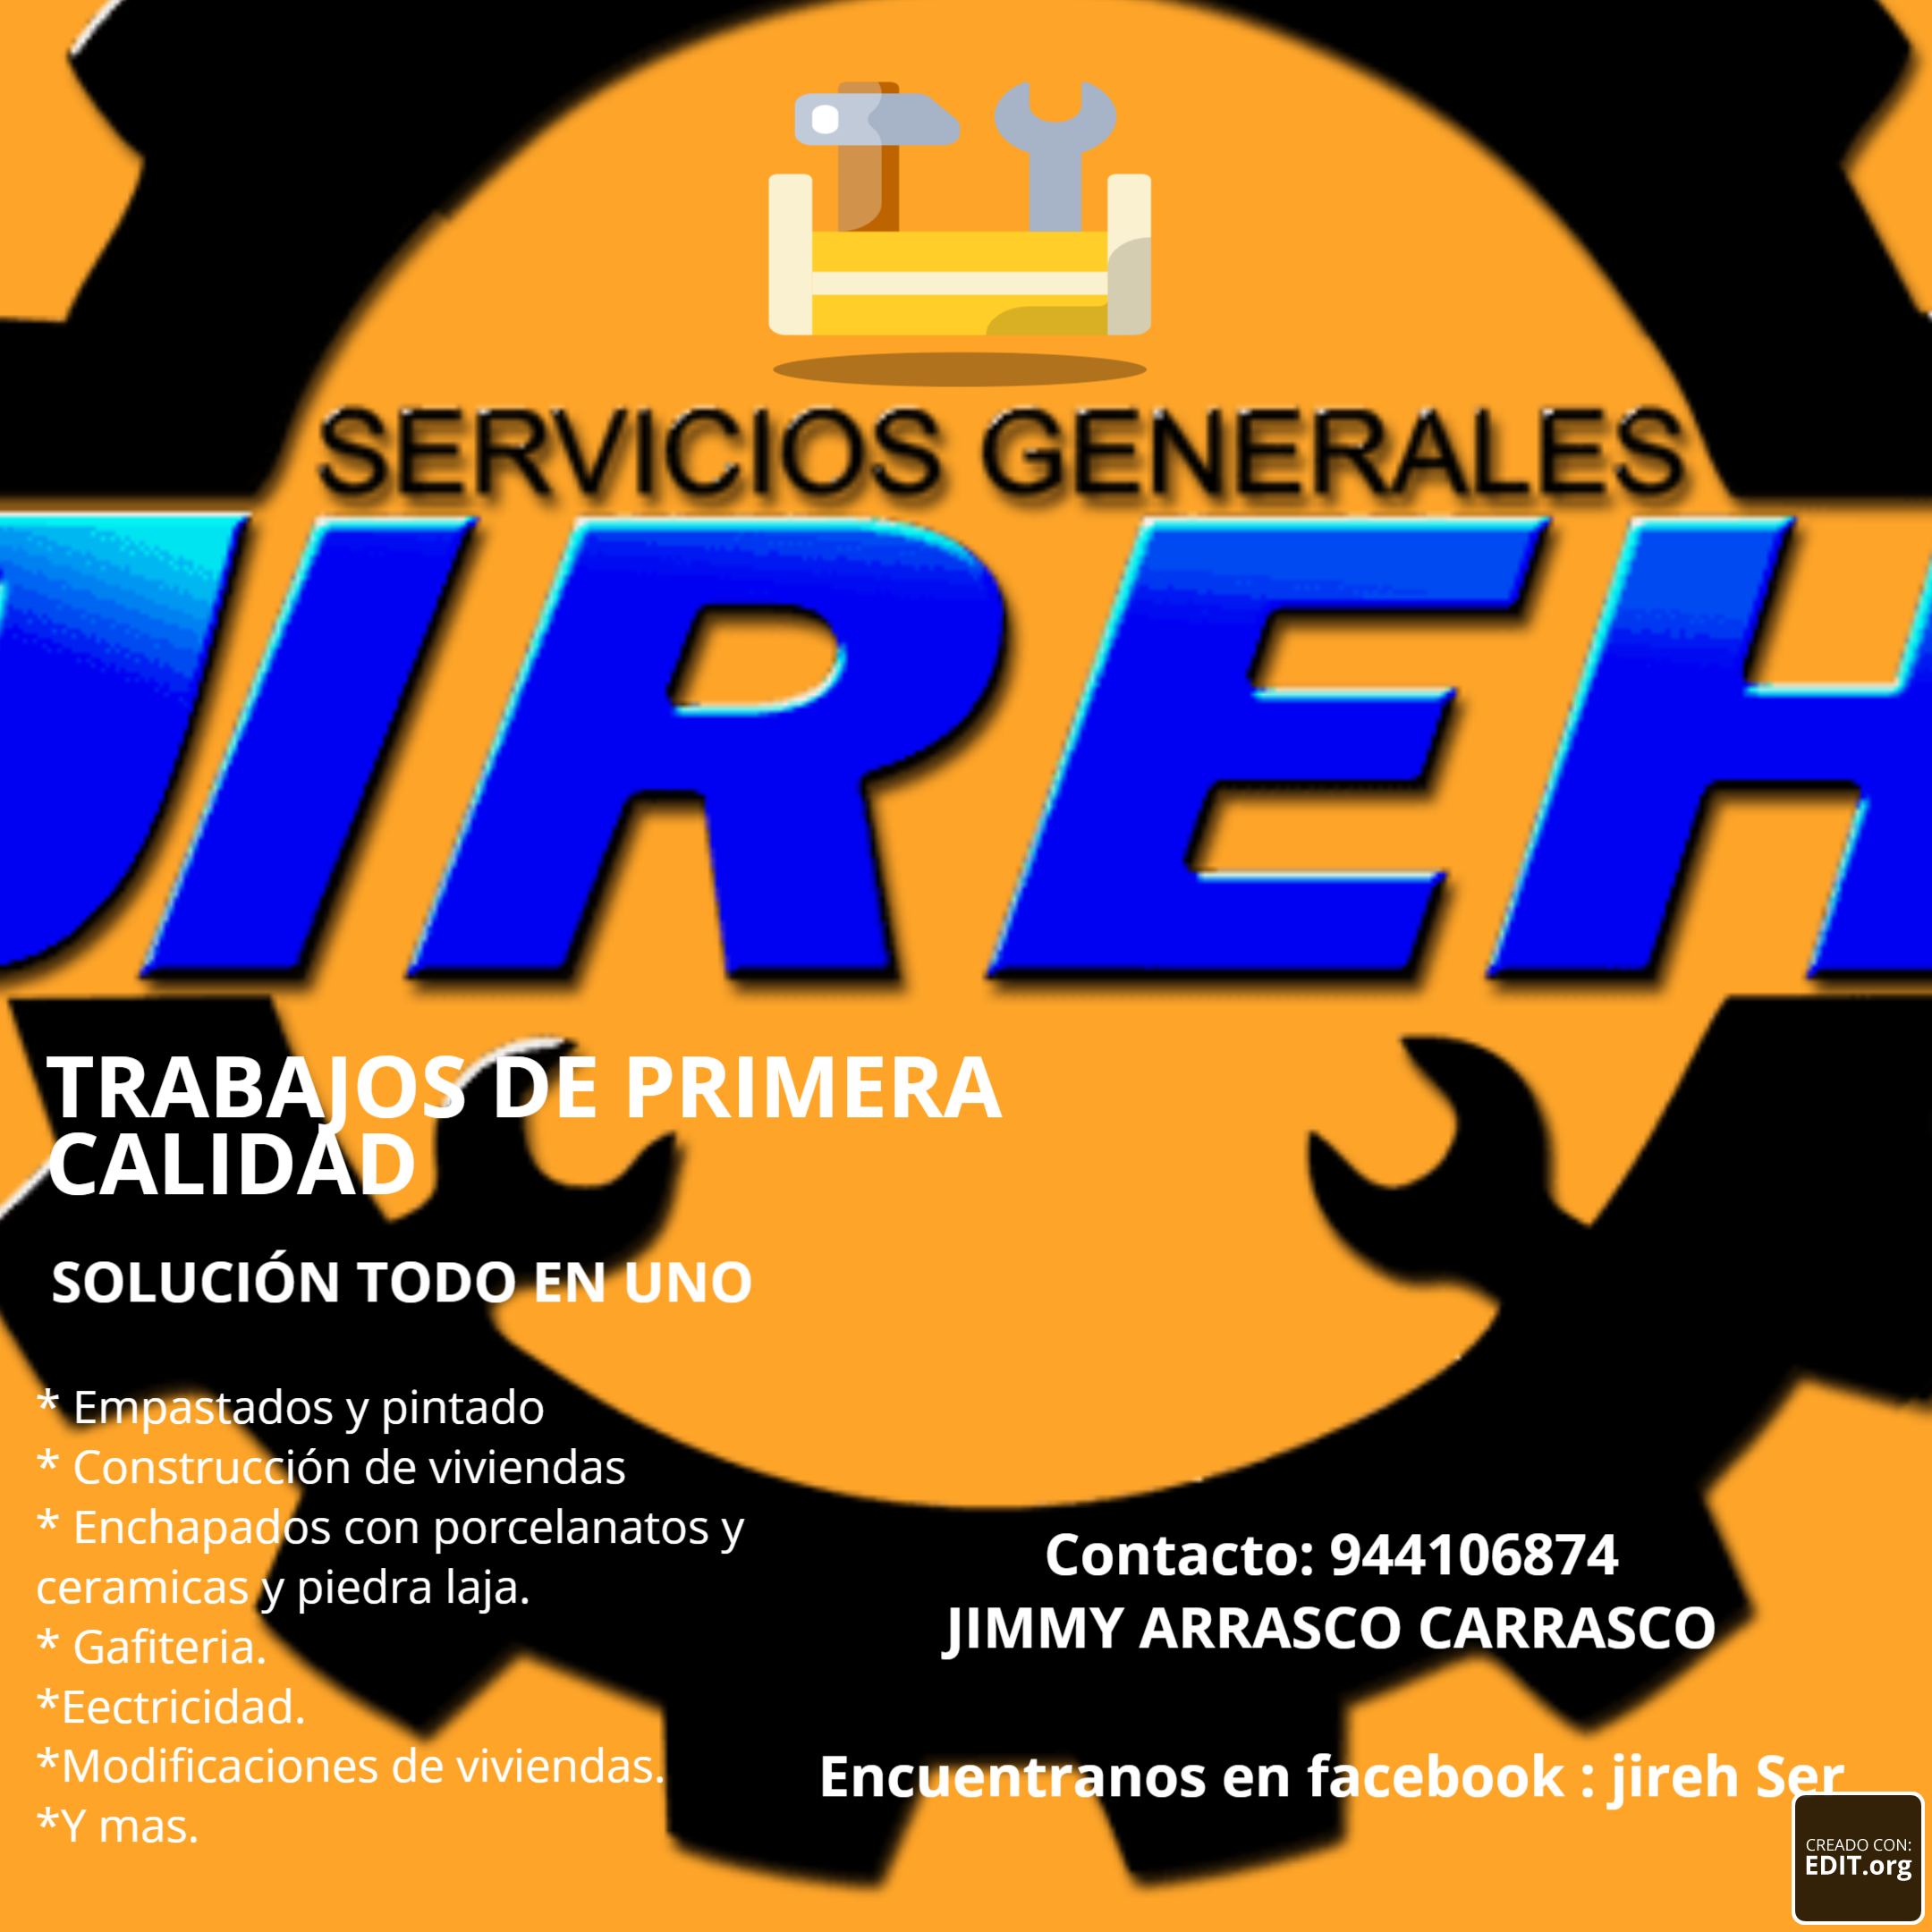 SERVICIOS GENERALES
JIREH
TRABAJOS DE PRIMERA
CALIDAD
SOLUCIÓN TODO EN UNO
* Empastados y pintado
* Construcción de viviendas
* Enchapados con porcelanatos y
ceramicas y piedra laja.
* Gafiteria.
*Eectricidad.
*Modificaciones de viviendas.
*Y mas.
Contacto: 944106874
JIMMY ARRASCO CARRASCO
Encuentranos en facebook : jireh Ser
CREADO CON:
EDIT.org